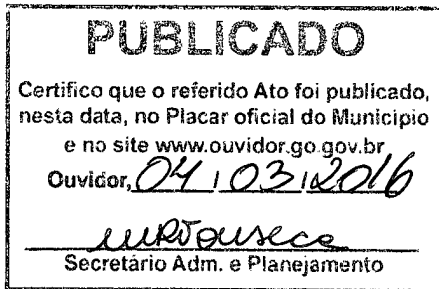 PUBLICADO
Certifico que o referido Ato foi publicado,
nesta data, no Placar oficial do Municipio
e no site www.ouvidor.go.gov.br
Ouvidor, 04 / 03 / 2016
Secretário Adm. e Planejamento